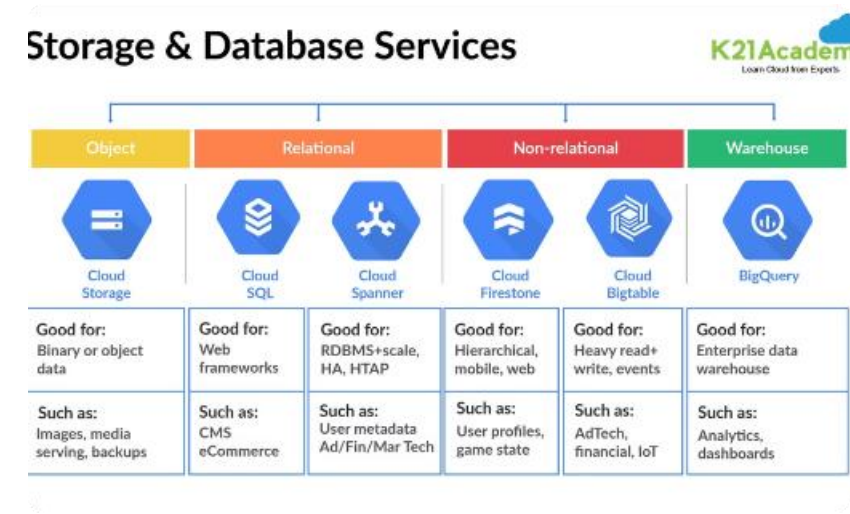 Storage & Database Services
K21Academ
Learn Cloud from Experts
Object
Relational
Non-relational
Warehouse
Cloud
Storage
Cloud
SQL
Cloud
Spanner
Cloud
Firestone
Cloud
Bigtable
BigQuery
Good for:
Binary or object
data
Good for:
Web
frameworks
Good for:
RDBMS+scale,
HA, HTAP
Good for:
Hierarchical,
mobile, web
Good for:
Heavy read+
write, events
Good for:
Enterprise data
warehouse
Such as:
Images, media
serving, backups
Such as:
CMS
eCommerce
Such as:
User metadata
Ad/Fin/Mar Tech
Such as:
User profiles,
game state
Such as:
AdTech,
financial, IoT
Such as:
Analytics,
dashboards